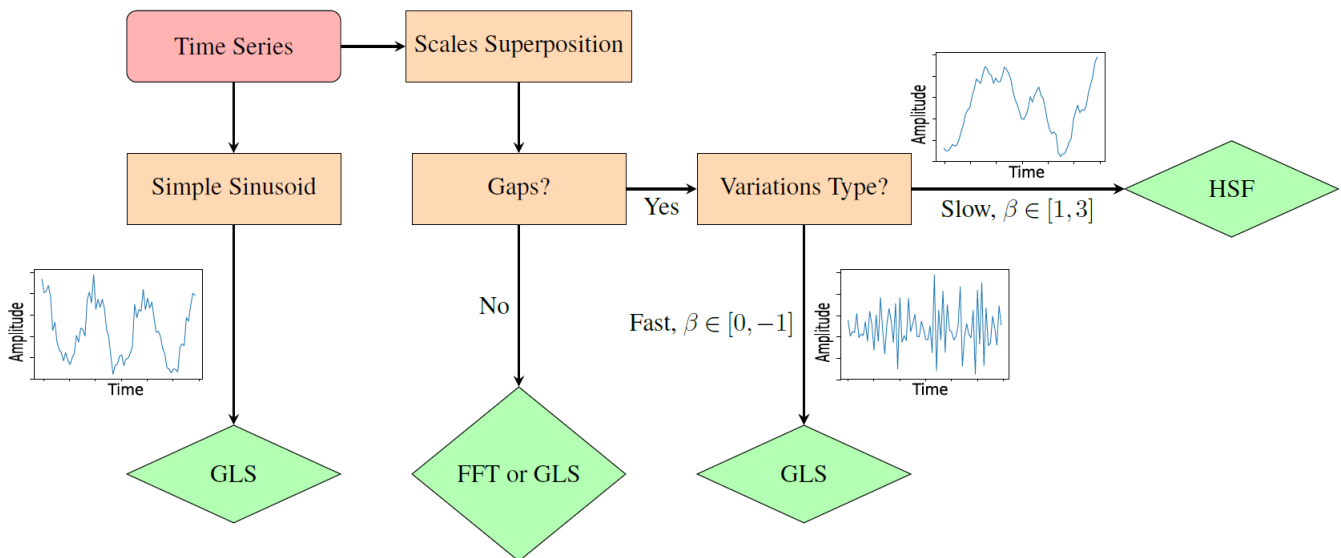 Time Series
Scales Superposition
Amplitude
Time
Simple Sinusoid
Gaps?
Yes
Variations Type?
Slow, β ∈ [1, 3]
HSF
Amplitude
Time
No
Fast, β ∈ [0, −1]
Amplitude
Time
GLS
FFT or GLS
GLS